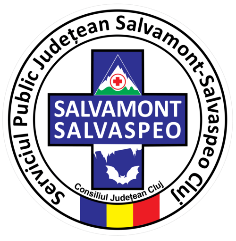 Serviciul Public Județean Salvamont-Salvaspeo Cluj
SALVAMONT
SALVASPEO
Consiliul Județean Cluj